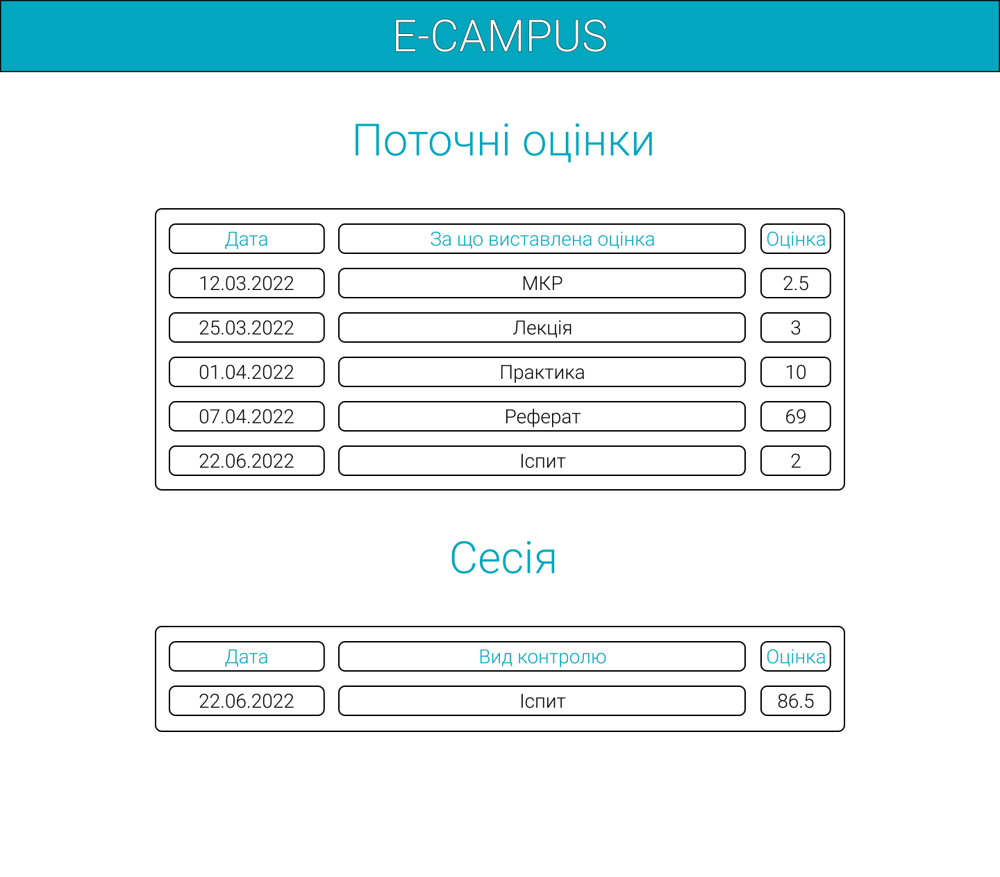 E-CAMPUS
Поточні оцінки
Дата За що виставлена оцінка Оцінка
12.03.2022 МКР 2.5
25.03.2022 Лекція 3
01.04.2022 Практика 10
07.04.2022 Реферат 69
22.06.2022 Іспит 2
Сесія
Дата Вид контролю Оцінка
22.06.2022 Іспит 86.5